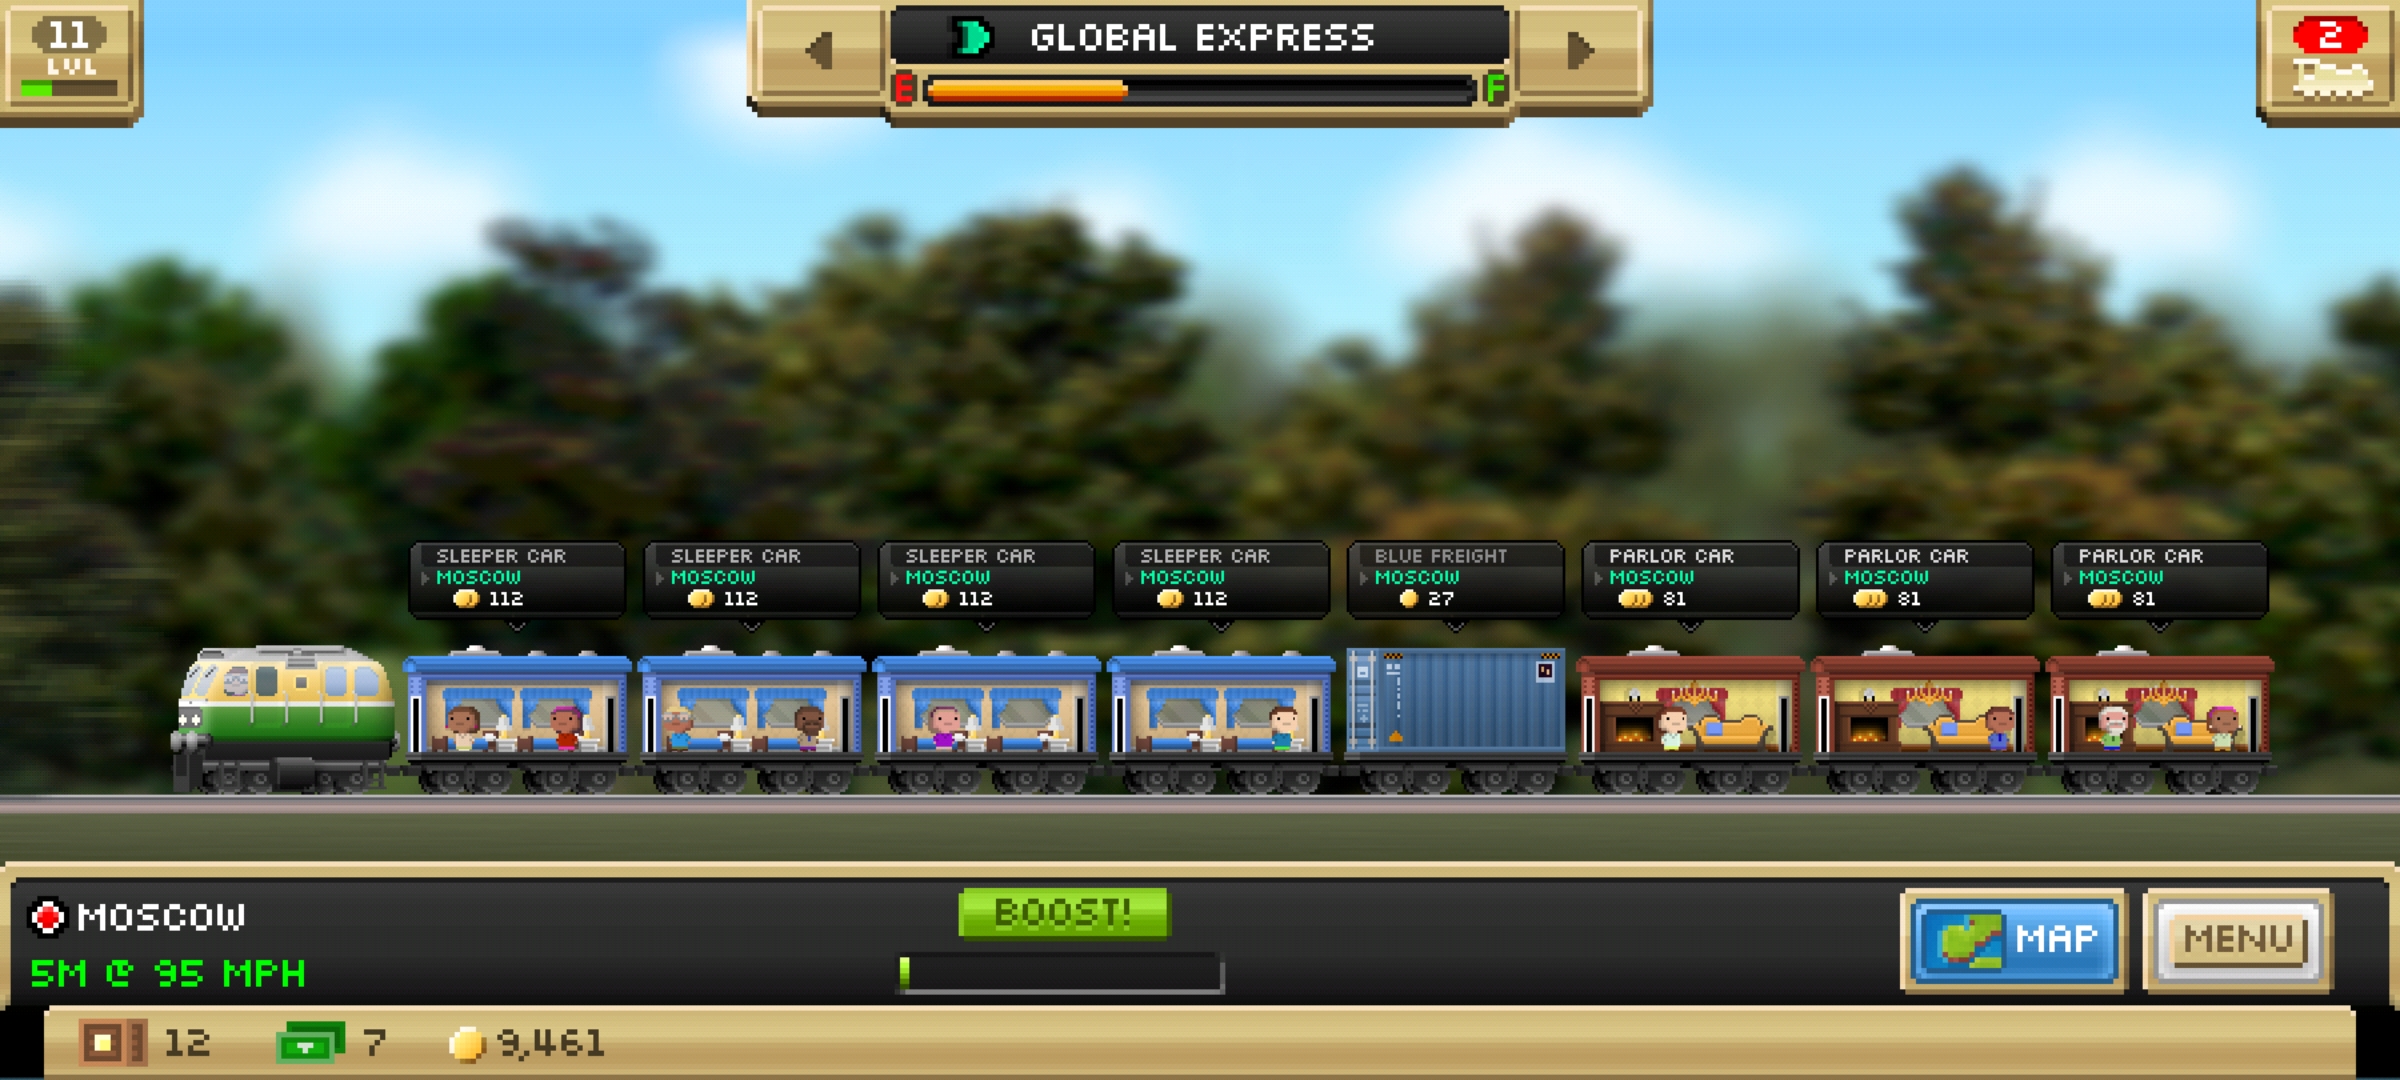 11
LVL
GLOBAL EXPRESS
E
F
2
SLEEPER CAR
MOSCOW
112
SLEEPER CAR
MOSCOW
112
SLEEPER CAR
MOSCOW
112
SLEEPER CAR
MOSCOW
112
BLUE FREIGHT
MOSCOW
27
PARLOR CAR
MOSCOW
81
PARLOR CAR
MOSCOW
81
PARLOR CAR
MOSCOW
81
MOSCOW
5M @ 95 MPH
BOOST!
MAP
MENU
12
7
9,461